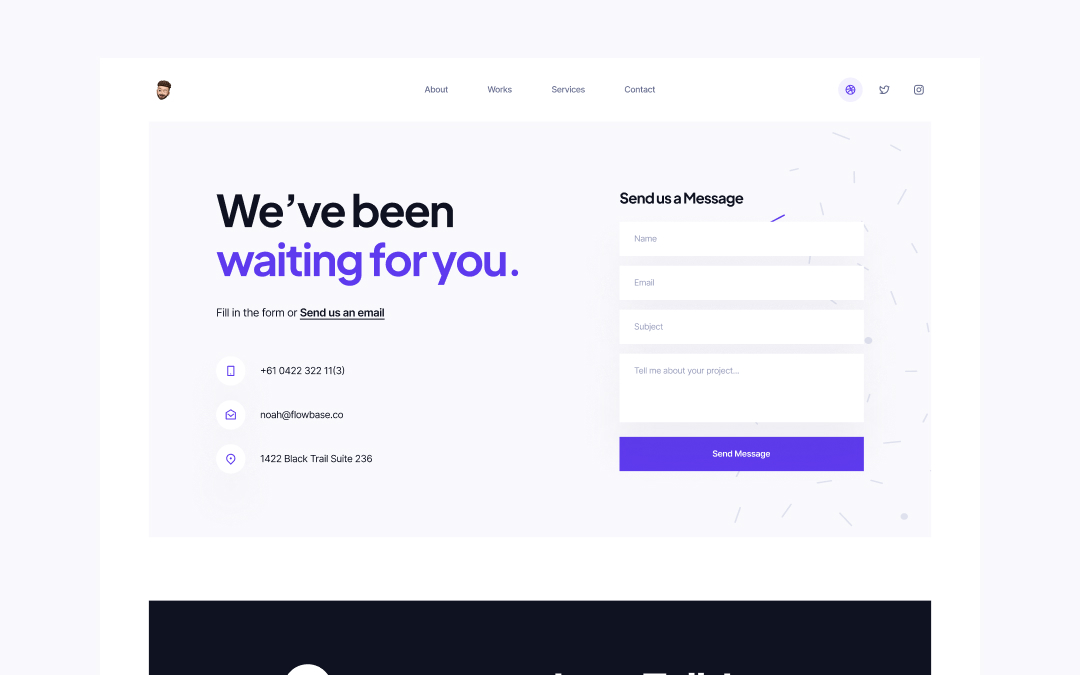 About Works Services Contact
We’ve been
waiting for you.
Fill in the form or Send us an email
+61 0422 322 11(3)
noah@flowbase.co
1422 Black Trail Suite 236
Send us a Message
Name
Email
Subject
Tell me about your project...
Send Message